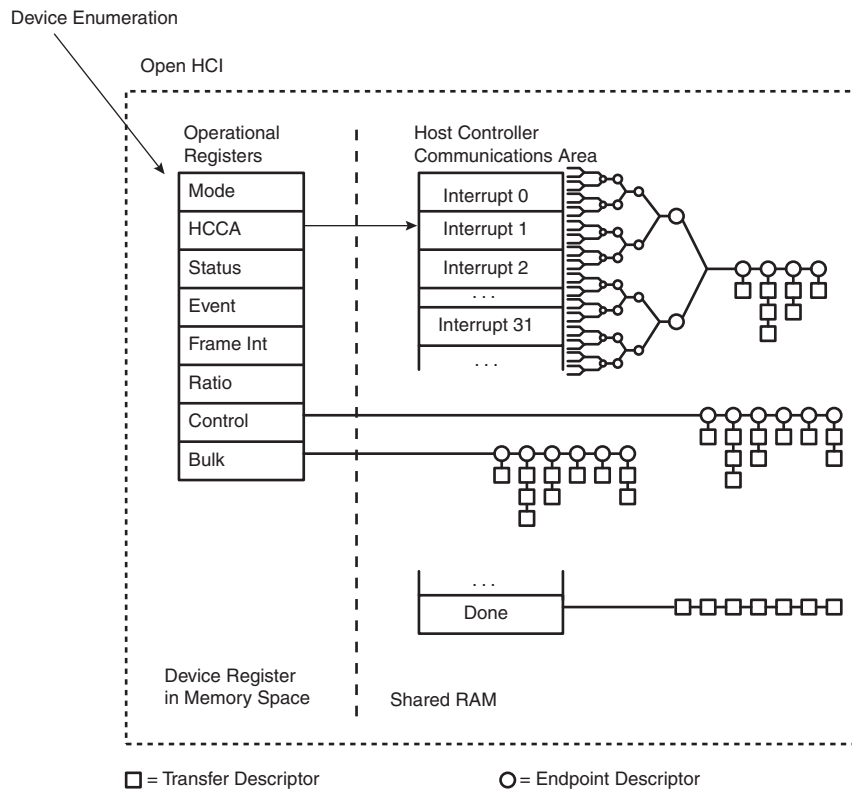 Device Enumeration
Open HCI
Operational
Registers
Mode
HCCA
Status
Event
Frame Int
Ratio
Control
Bulk
Host Controller
Communications Area
Interrupt 0
Interrupt 1
Interrupt 2
. . .
Interrupt 31
. . .
. . .
Done
Device Register
in Memory Space
Shared RAM
= Transfer Descriptor
= Endpoint Descriptor